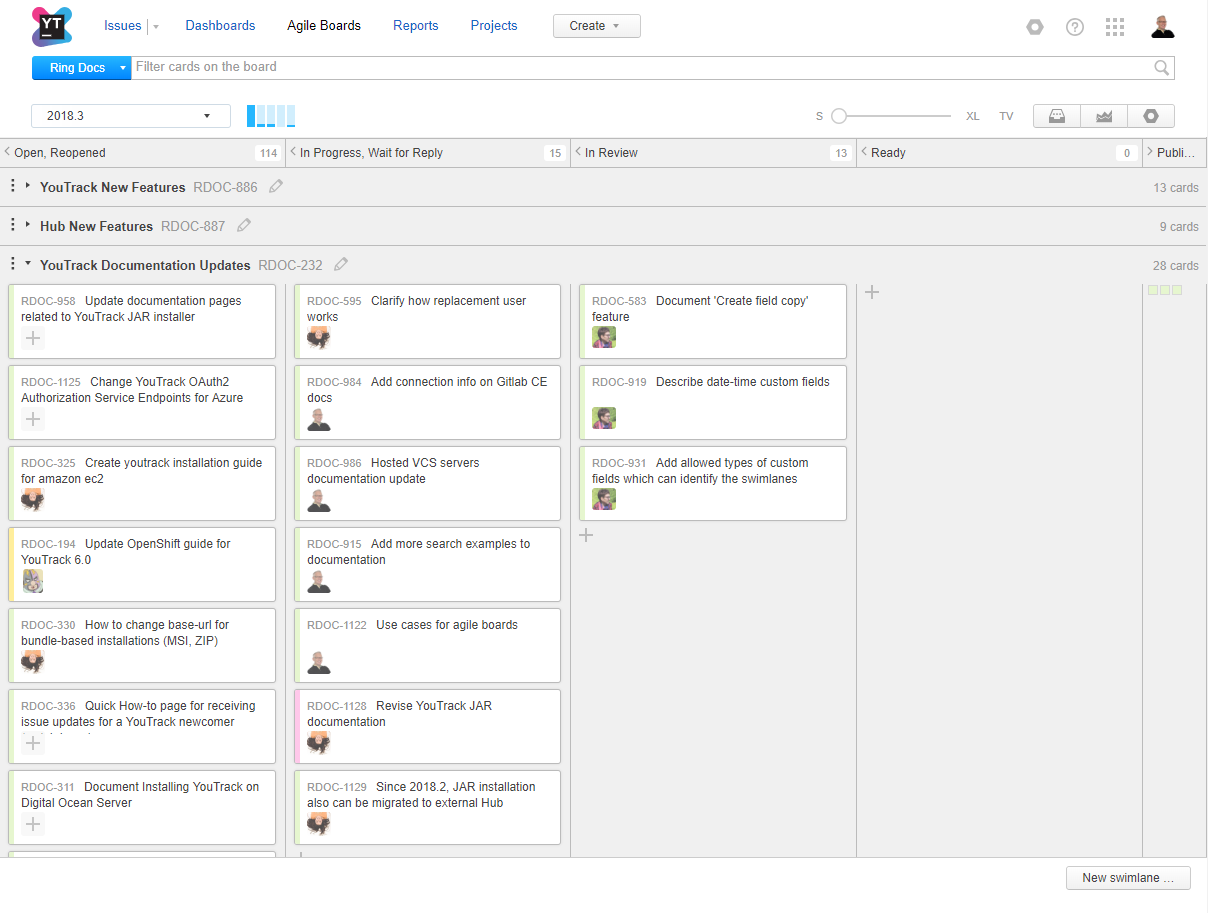 YT
Issues
Dashboards
Agile Boards
Reports
Projects
Create
Ring Docs
Filter cards on the board
2018.3
S
XL
TV
Open, Reopened 114
In Progress, Wait for Reply 15
In Review 13
Ready 0
Publi...
YouTrack New Features RDOC-886 13 cards
Hub New Features RDOC-887 9 cards
YouTrack Documentation Updates RDOC-232 28 cards
RDOC-958 Update documentation pages
related to YouTrack JAR installer
RDOC-1125 Change YouTrack OAuth2
Authorization Service Endpoints for Azure
RDOC-325 Create youtrack installation guide
for amazon ec2
RDOC-194 Update OpenShift guide for
YouTrack 6.0
RDOC-330 How to change base-url for
bundle-based installations (MSI, ZIP)
RDOC-336 Quick How-to page for receiving
issue updates for a YouTrack newcomer
RDOC-311 Document Installing YouTrack on
Digital Ocean Server
RDOC-595 Clarify how replacement user
works
RDOC-984 Add connection info on Gitlab CE
docs
RDOC-986 Hosted VCS servers
documentation update
RDOC-915 Add more search examples to
documentation
RDOC-1122 Use cases for agile boards
RDOC-1128 Revise YouTrack JAR
documentation
RDOC-1129 Since 2018.2, JAR installation
also can be migrated to external Hub
RDOC-583 Document 'Create field copy'
feature
RDOC-919 Describe date-time custom fields
RDOC-931 Add allowed types of custom
fields which can identify the swimlanes
New swimlane ...